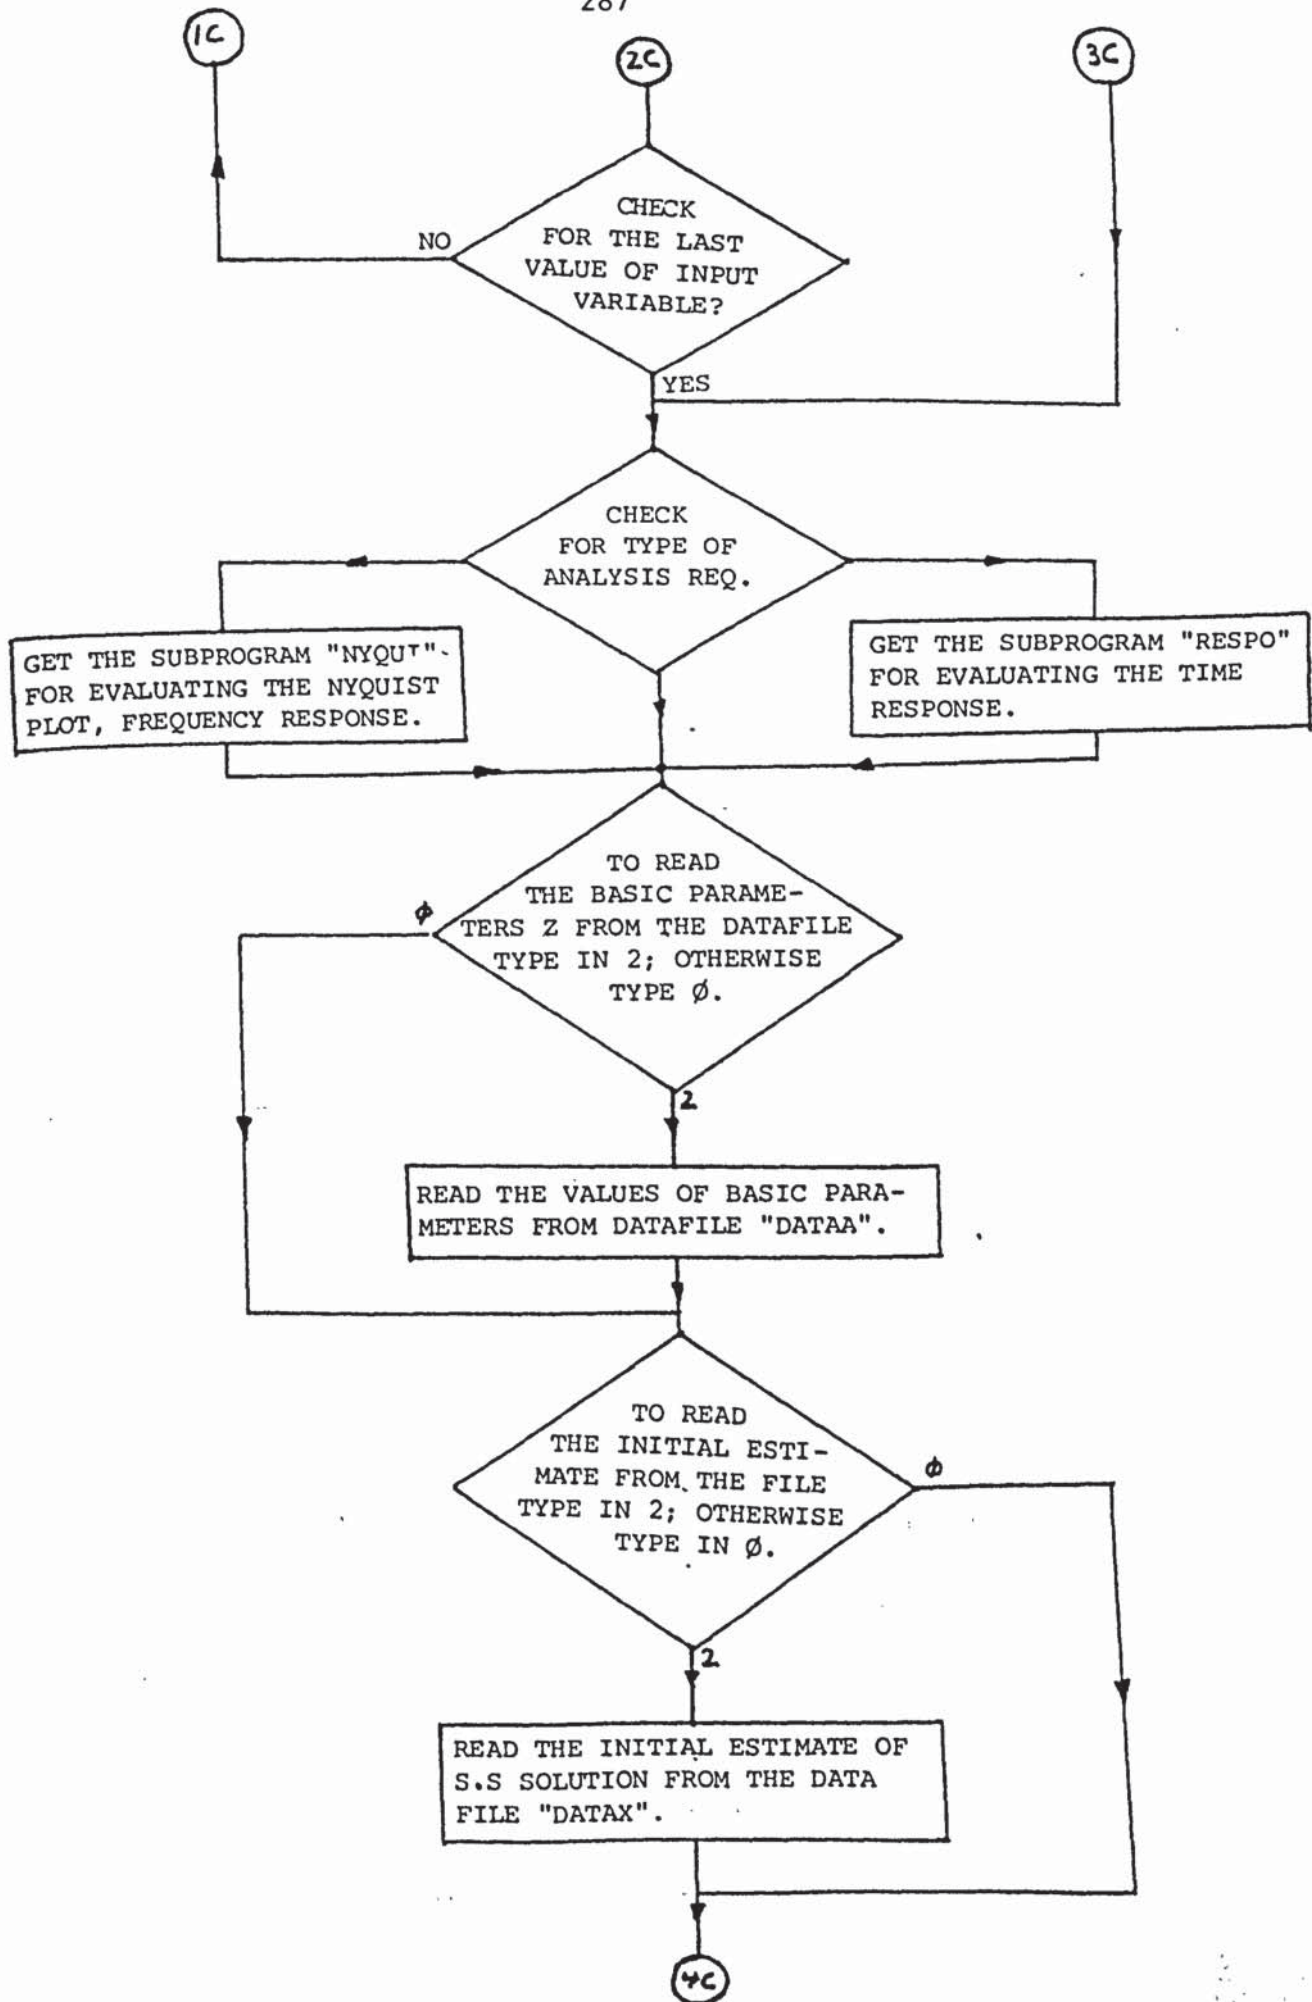 287
1C
2C
3C
CHECK
FOR THE LAST
VALUE OF INPUT
VARIABLE?
NO
YES
CHECK
FOR TYPE OF
ANALYSIS REQ.
GET THE SUBPROGRAM "NYQUT"
FOR EVALUATING THE NYQUIST
PLOT, FREQUENCY RESPONSE.
GET THE SUBPROGRAM "RESPO"
FOR EVALUATING THE TIME
RESPONSE.
TO READ
THE BASIC PARAME-
TERS Z FROM THE DATAFILE
TYPE IN 2; OTHERWISE
TYPE Ø.
Ø
2
READ THE VALUES OF BASIC PARA-
METERS FROM DATAFILE "DATAA".
TO READ
THE INITIAL ESTI-
MATE FROM THE FILE
TYPE IN 2; OTHERWISE
TYPE IN Ø.
Ø
2
READ THE INITIAL ESTIMATE OF
S.S SOLUTION FROM THE DATA
FILE "DATAX".
4C